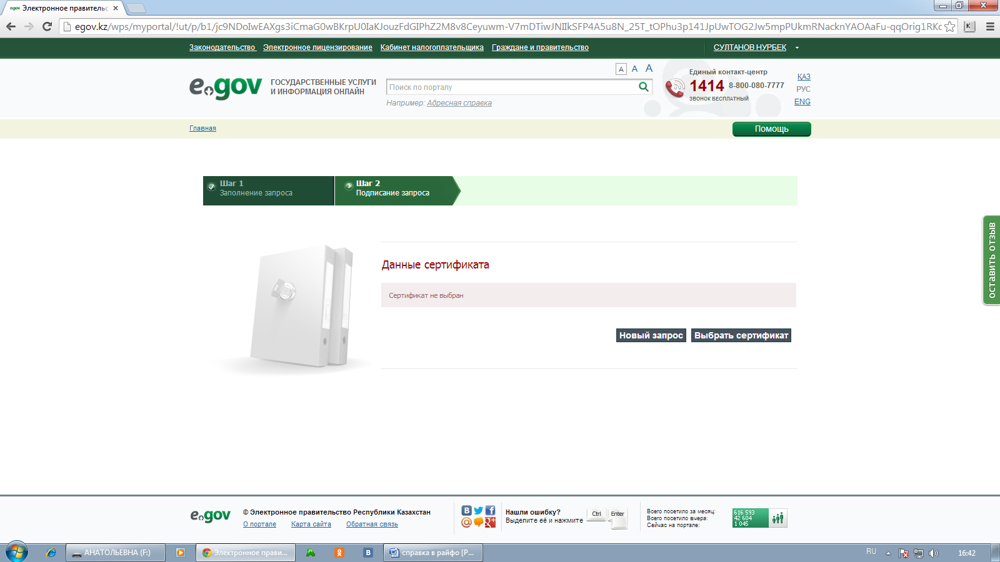 egov Электронное правительс
egov.kz/wps/myportal/!ut/p/b1/
Законодательство Электронное лицензирование Кабинет налогоплательщика Граждане и правительство СУЛТАНОВ НУРБЕК
A A A
e.gov ГОСУДАРСТВЕННЫЕ УСЛУГИ
И ИНФОРМАЦИЯ ОНЛАЙН
Поиск по порталу
Например: Адресная справка
Единый контакт-центр
1414 8-800-080-7777
ЗВОНОК БЕСПЛАТНЫЙ
ҚАЗ
РУС
ENG
Главная
Помощь
Шаг 1
Заполнение запроса
Шаг 2
Подписание запроса
оставить отзыв
Данные сертификата
Сертификат не выбран
Новый запрос Выбрать сертификат
e.gov
© Электронное правительство Республики Казахстан
О портале Карта сайта Обратная связь
Нашли ошибку?
Выделите её и нажмите
Ctrl Enter
Всего посетило за месяц: 616 593
Всего посетило вчера: 42 604
Сейчас на портале: 1 045
АНАТОЛЬЕВНА (F:) Электронное прави... справка в райфо [Р... RU 16:42